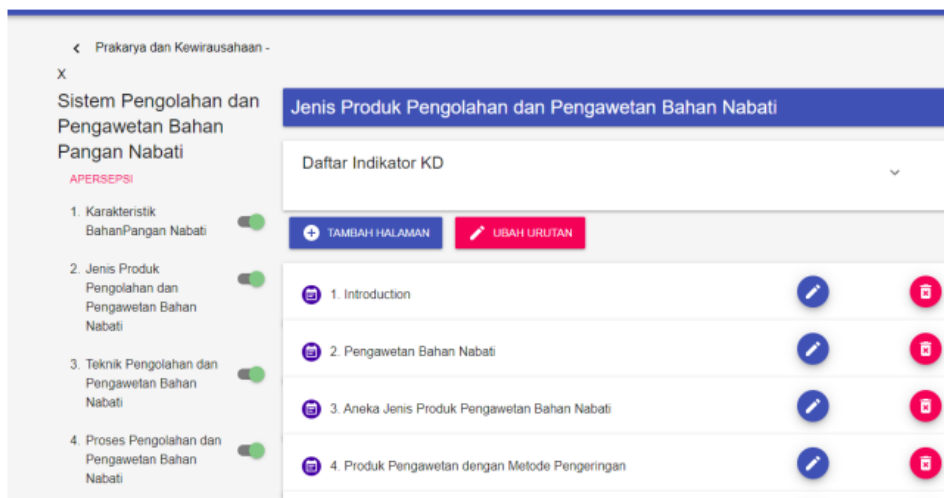 Prakarya dan Kewirausahaan -
X
Sistem Pengolahan dan
Pengawetan Bahan
Pangan Nabati
APERSEPSI
1. Karakteristik
BahanPangan Nabati
2. Jenis Produk
Pengolahan dan
Pengawetan Bahan
Nabati
3. Teknik Pengolahan dan
Pengawetan Bahan
Nabati
4. Proses Pengolahan dan
Pengawetan Bahan
Nabati
Jenis Produk Pengolahan dan Pengawetan Bahan Nabati
Daftar Indikator KD
TAMBAH HALAMAN
UBAH URUTAN
1. Introduction
2. Pengawetan Bahan Nabati
3. Aneka Jenis Produk Pengawetan Bahan Nabati
4. Produk Pengawetan dengan Metode Pengeringan